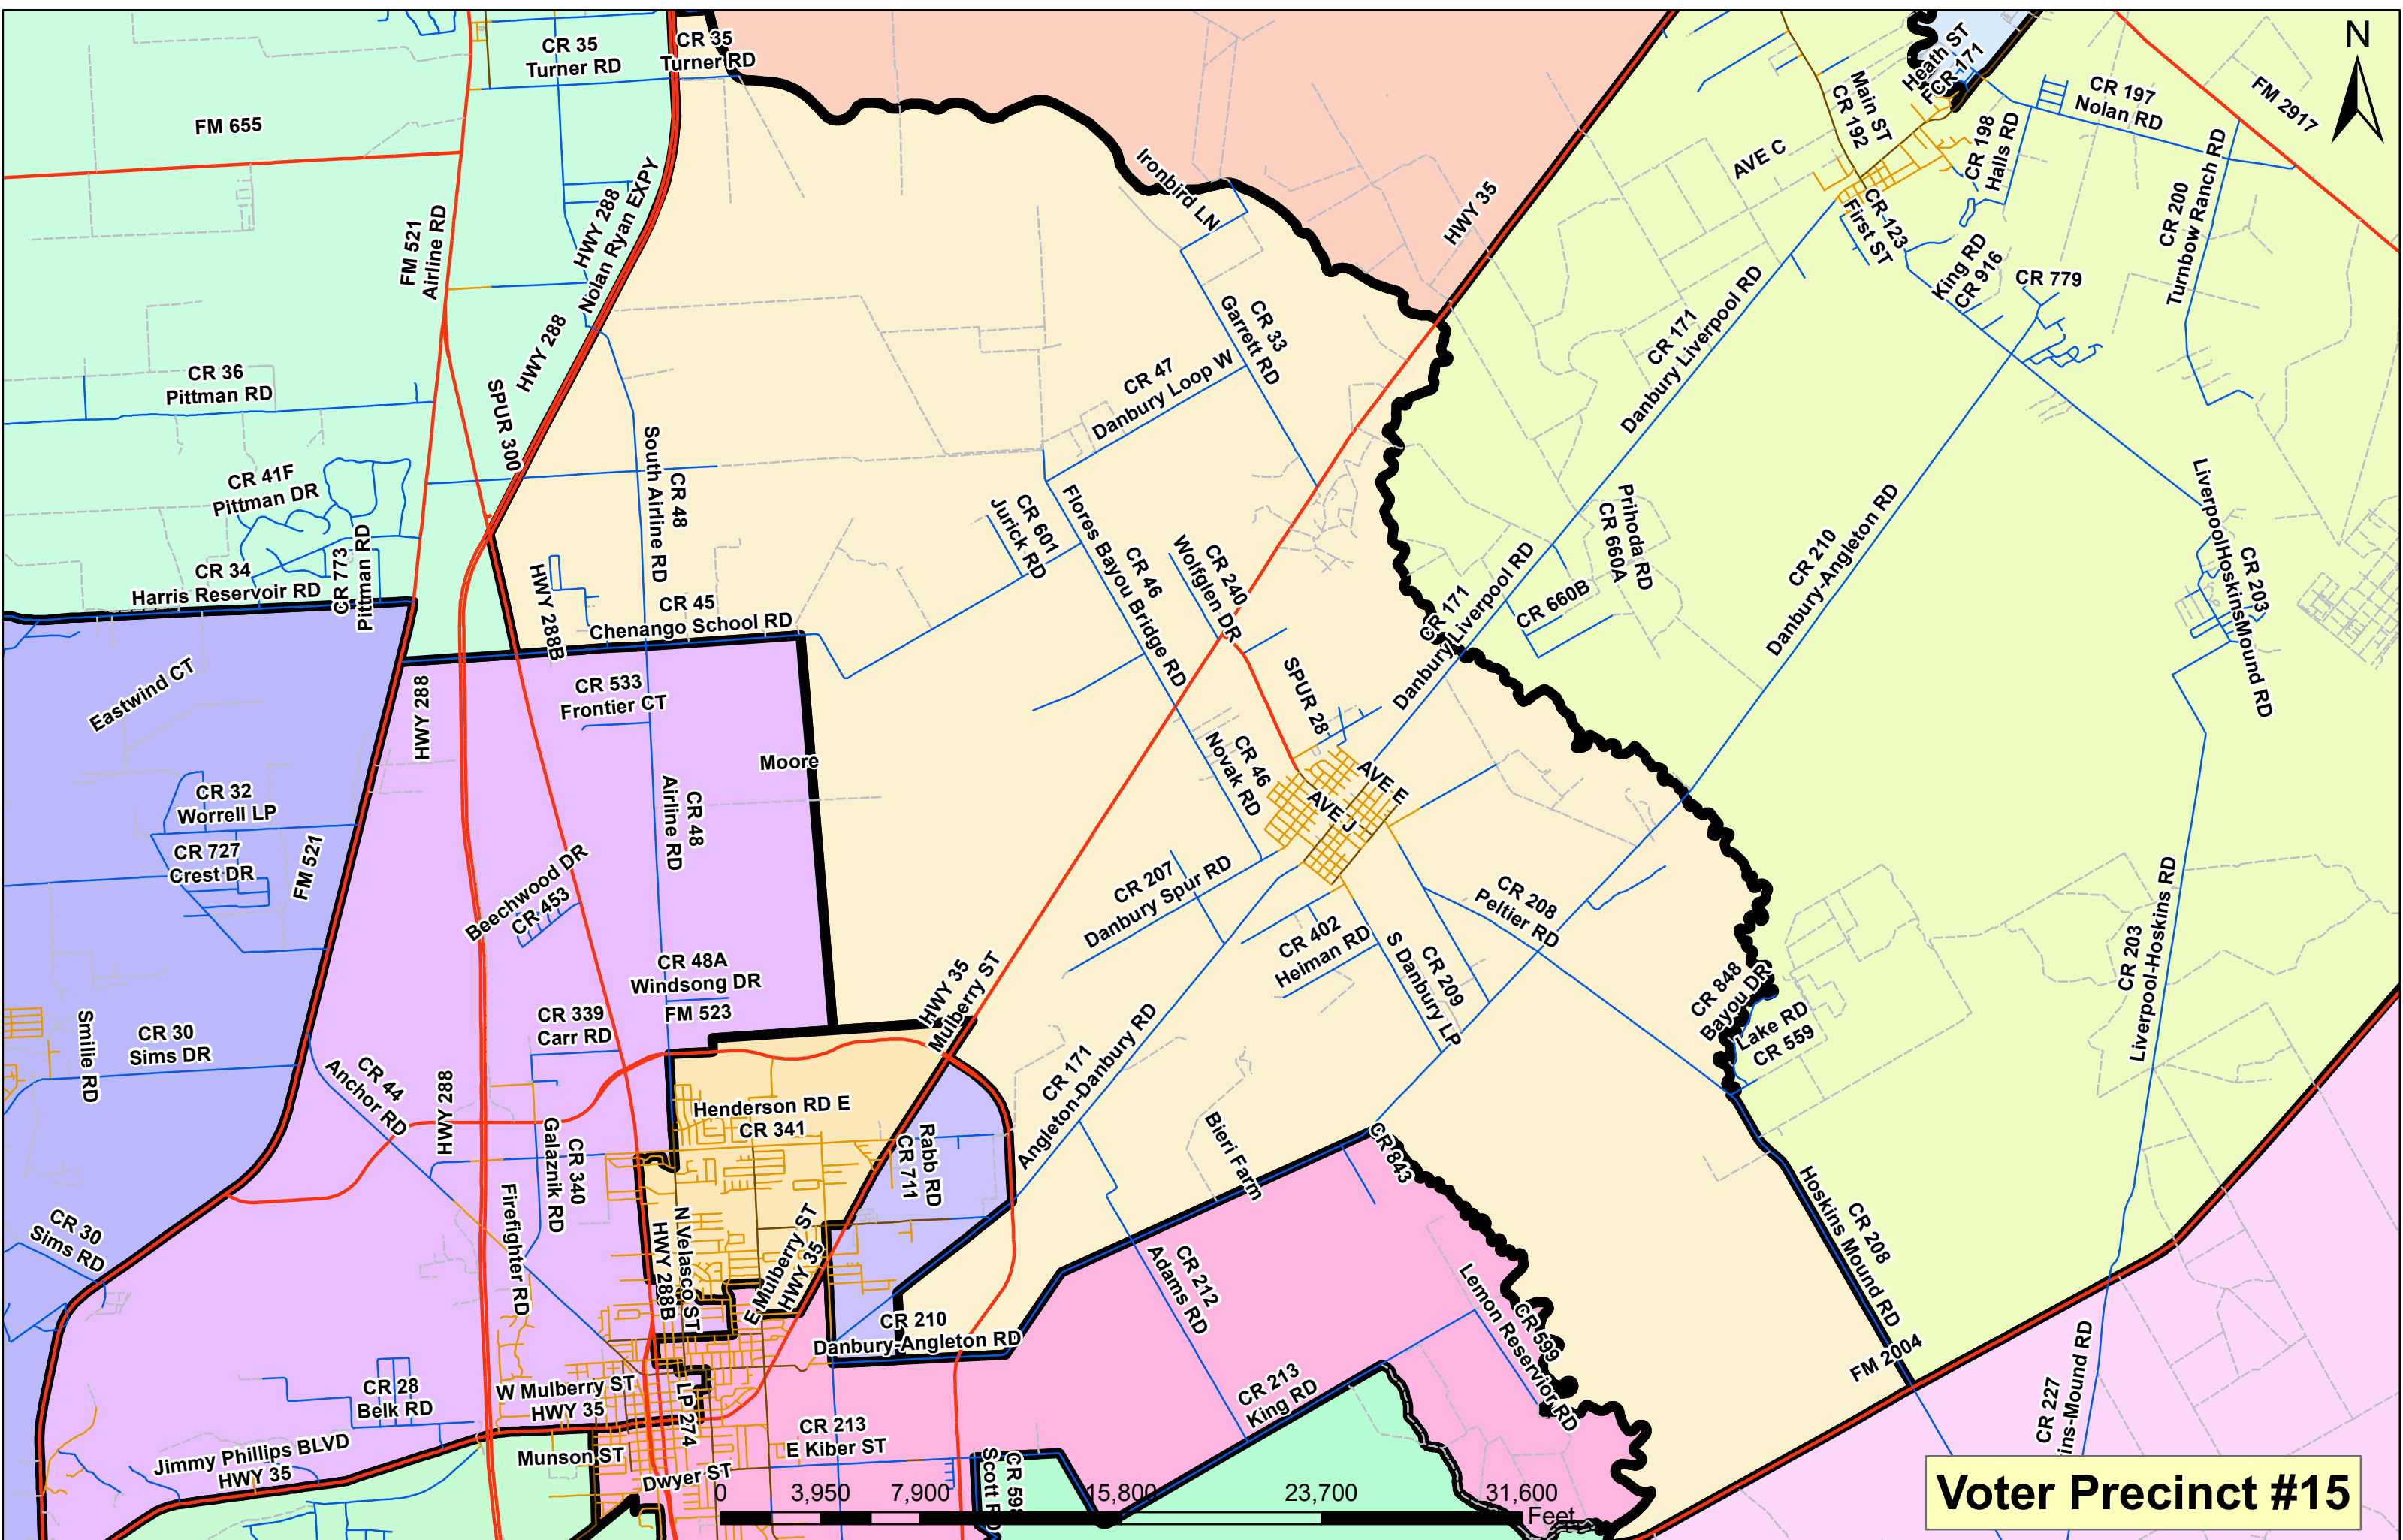 CR 35
Turner RD
CR 35
Turner RD
N
FM 655
Heath ST
CR 171
Main ST
CR 192
CR 197
Nolan RD
FM 2917
CR 198
Halls RD
AVE C
Ironbird LN
HWY 35
FM 521
Airline RD
HWY 288
Nolan Ryan EXPY
CR 123
First ST
CR 200
Turnbow Ranch RD
King RD
CR 916
CR 779
HWY 288
CR 33
Garrett RD
CR 171
Danbury Liverpool RD
CR 36
Pittman RD
SPUR 300
CR 47
Danbury Loop W
CR 41F
Pittman DR
South Airline RD
CR 48
CR 601
Jurick RD
Flores Bayou Bridge RD
CR 46
CR 240
Wolfglen DR
Prihoda RD
CR 660A
CR 210
Danbury-Angleton RD
LiverpoolHoskinsMound RD
CR 203
CR 34
Harris Reservoir RD
CR 773
Pittman RD
HWY 288B
CR 45
Chenango School RD
CR 171
Danbury Liverpool RD
CR 660B
Eastwind CT
HWY 288
CR 533
Frontier CT
SPUR 28
Moore
CR 46
Novak RD
AVE E
AVE J
CR 32
Worrell LP
CR 727
Crest DR
FM 521
CR 48
Airline RD
Beechwood DR
CR 453
CR 207
Danbury Spur RD
CR 208
Peltier RD
CR 402
Heiman RD
CR 209
S Danbury LP
CR 203
Liverpool-Hoskins RD
CR 48A
Windsong DR
FM 523
HWY 35
Mulberry ST
CR 848
Bayou DR
Lake RD
CR 559
Smilie RD
CR 30
Sims DR
CR 339
Carr RD
CR 44
Anchor RD
HWY 288
CR 171
Angleton-Danbury RD
Henderson RD E
CR 341
CR 340
Galaznik RD
Rabb RD
CR 711
Bieri Farm
CR 843
CR 30
Sims RD
Firefighter RD
HWY 288B
N Velasco ST
E Mulberry ST
HWY 35
CR 212
Adams RD
CR 208
Hoskins Mound RD
Lemon Reservior RD
CR 599
CR 210
Danbury-Angleton RD
FM 2004
CR 28
Belk RD
W Mulberry ST
HWY 35
LP 274
CR 213
King RD
CR 227
ins-Mound RD
Jimmy Phillips BLVD
HWY 35
Munson ST
Dwyer ST
CR 213
E Kiber ST
0 3,950 7,900 15,800 23,700 31,600
Feet
Voter Precinct #15